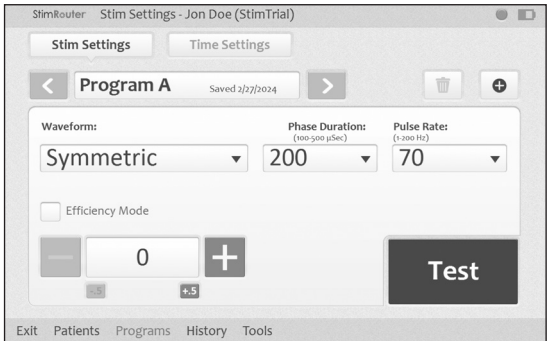 StimRouter Stim Settings - Jon Doe (StimTrial)
Stim Settings Time Settings
< Program A Saved 2/27/2024 >
Waveform: Phase Duration: Pulse Rate:
(100-500 µSec) (1-200 Hz)
Symmetric 200 70
Efficiency Mode
0
-.5 +.5
Test
Exit Patients Programs History Tools